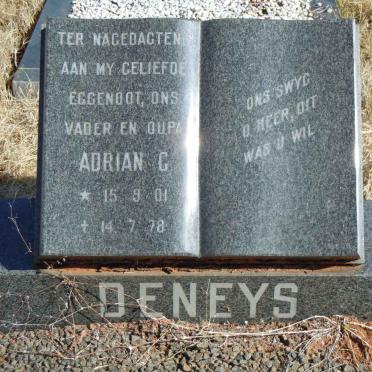 TER NAGEDAGTENIS
AAN MY GELIEFDE
EGGENOOT, ONS
VADER EN OUPA
ADRIAN G.
* 15 · 9 · 01
+ 14 · 7 · 78
ONS SWYG
O HEER, DIT
WAS U WIL
DENEYS